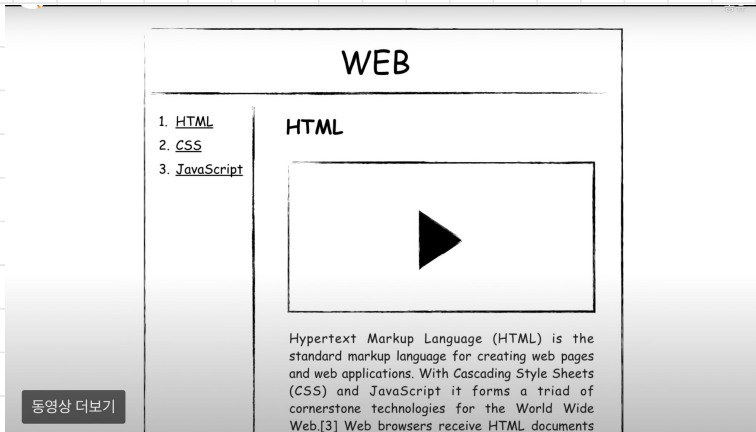 WEB
1. HTML
2. CSS
3. JavaScript
HTML
Hypertext Markup Language (HTML) is the
standard markup language for creating web pages
and web applications. With Cascading Style Sheets
(CSS) and JavaScript it forms a triad of
cornerstone technologies for the World Wide
Web.[3] Web browsers receive HTML documents
동영상 더보기